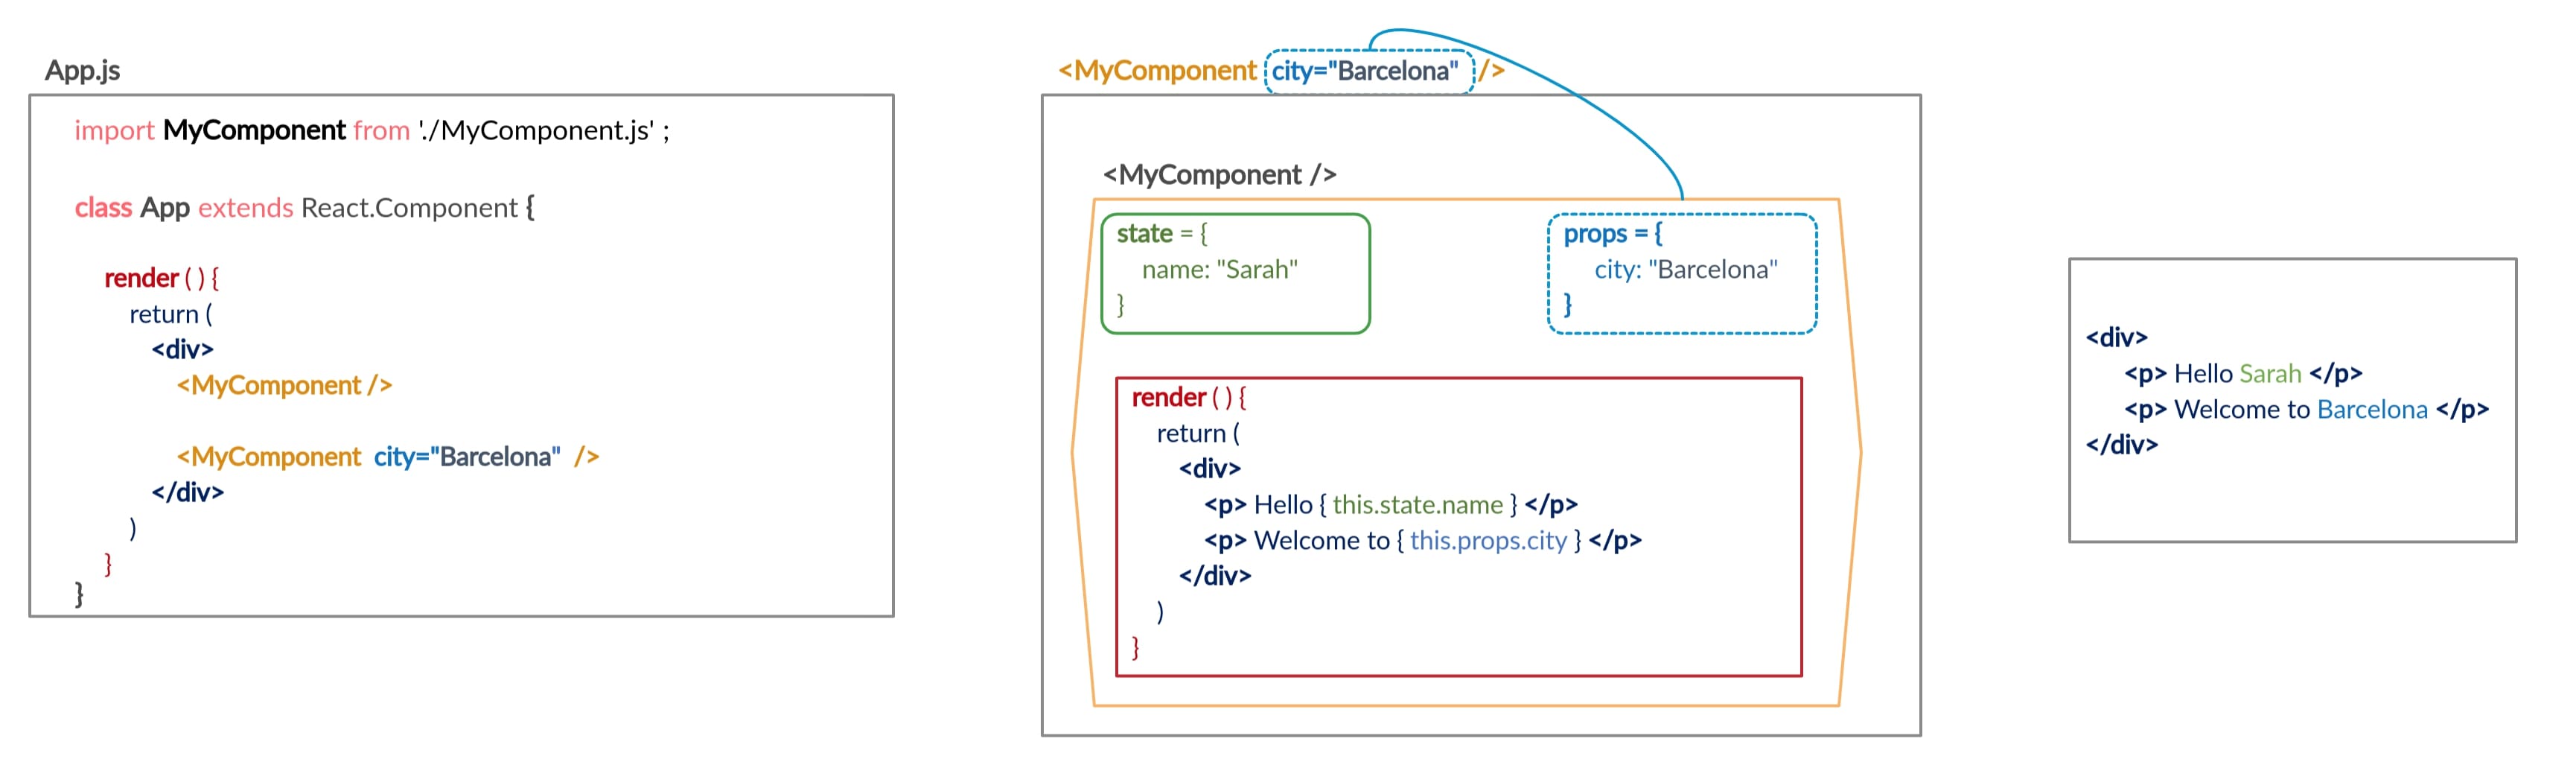 App.js
import MyComponent from './MyComponent.js' ;
class App extends React.Component {
render ( ) {
return (
<div>
<MyComponent />
<MyComponent city="Barcelona" />
</div>
)
}
}
<MyComponent city="Barcelona" />
<MyComponent />
state = {
name: "Sarah"
}
props = {
city: "Barcelona"
}
render ( ) {
return (
<div>
<p> Hello { this.state.name } </p>
<p> Welcome to { this.props.city } </p>
</div>
)
}
<div>
<p> Hello Sarah </p>
<p> Welcome to Barcelona </p>
</div>